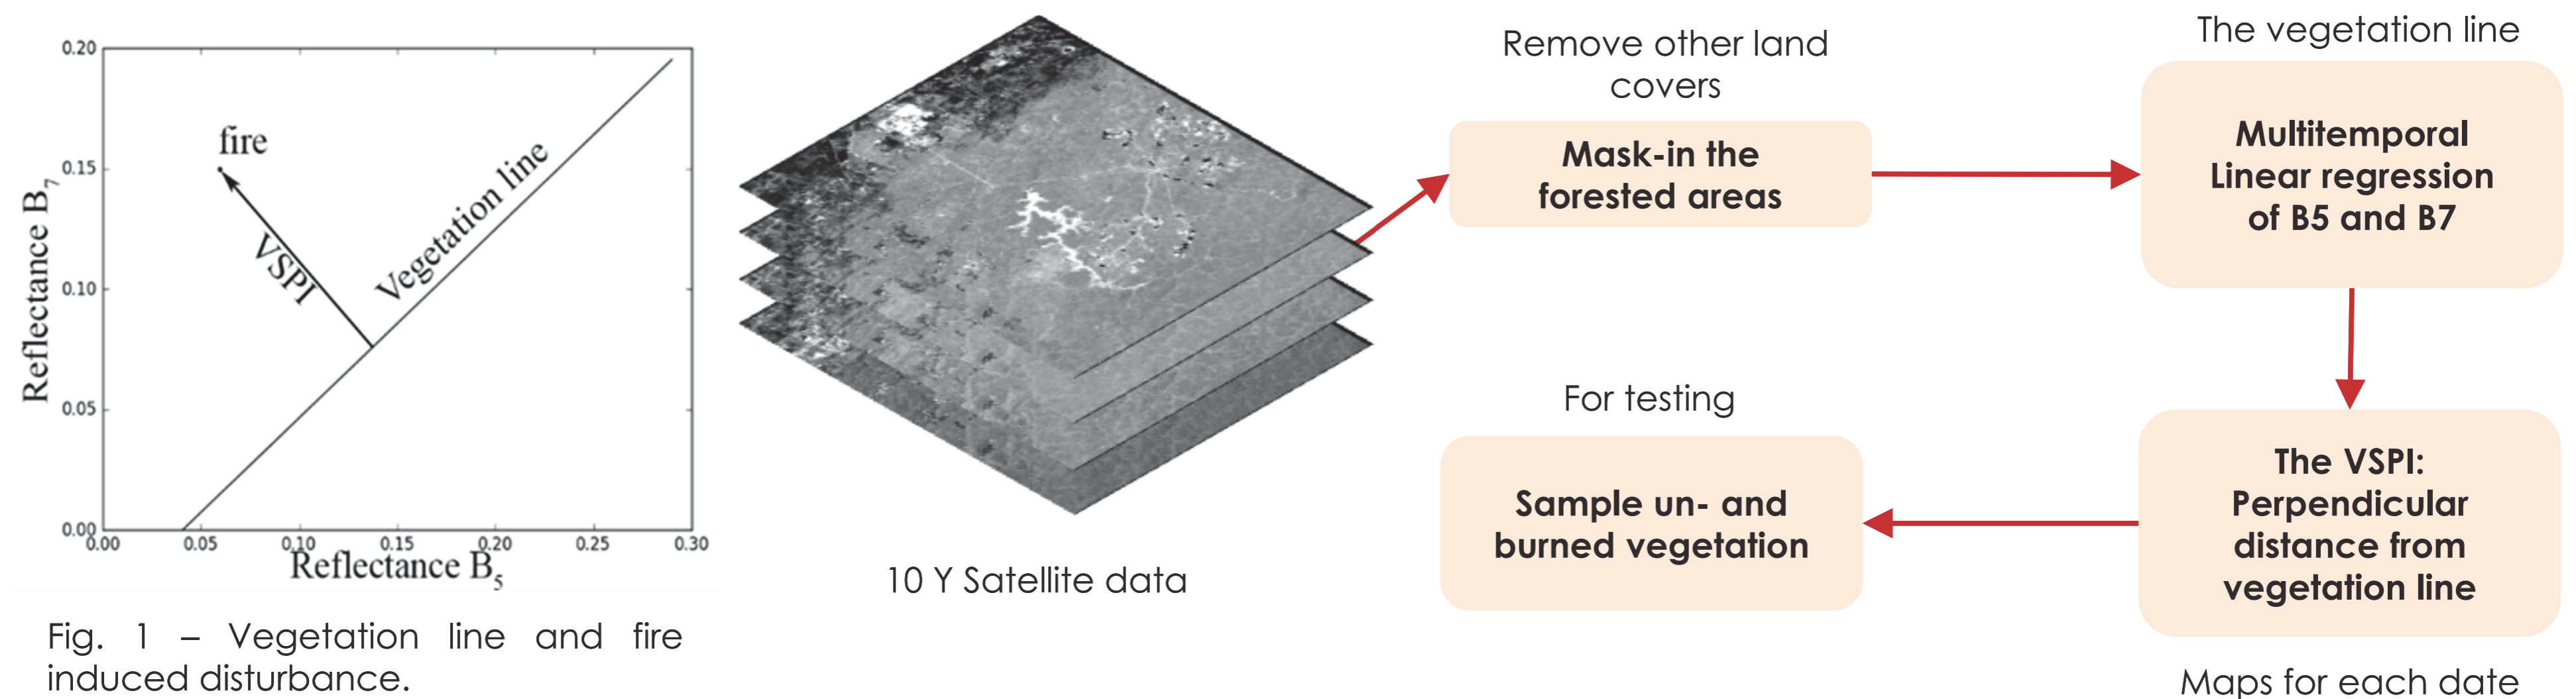 0.20
0.15
0.10
0.05
0.00
0.00 0.05 0.10 0.15 0.20 0.25 0.30
Reflectance B7
Reflectance B5
fire
VSPI
Vegetation line
Fig. 1 – Vegetation line and fire
induced disturbance.
10 Y Satellite data
Remove other land
covers
Mask-in the
forested areas
The vegetation line
Multitemporal
Linear regression
of B5 and B7
The VSPI:
Perpendicular
distance from
vegetation line
Maps for each date
For testing
Sample un- and
burned vegetation